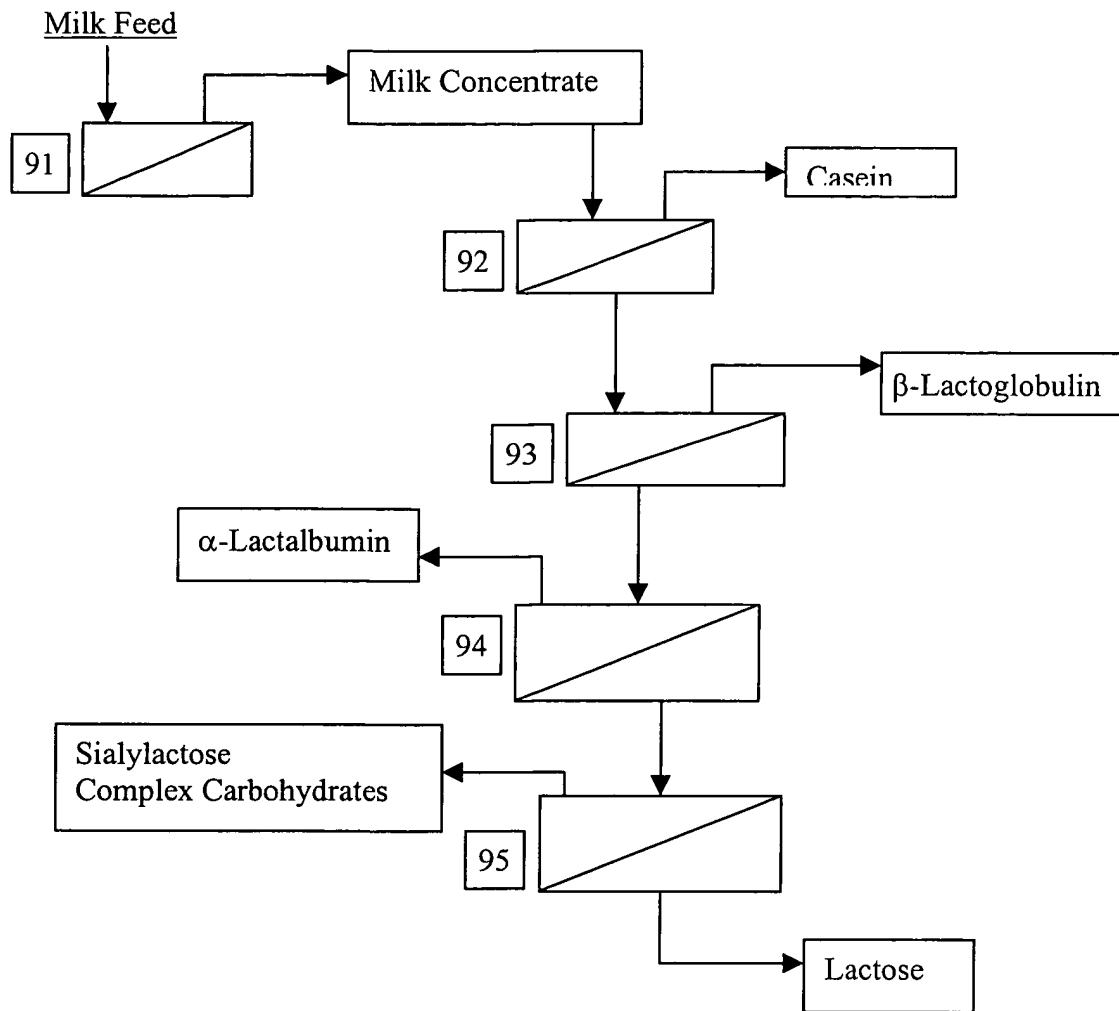 Milk Feed
Milk Concentrate
91
Casein
92
β-Lactoglobulin
93
α-Lactalbumin
94
Sialylactose
Complex Carbohydrates
95
Lactose